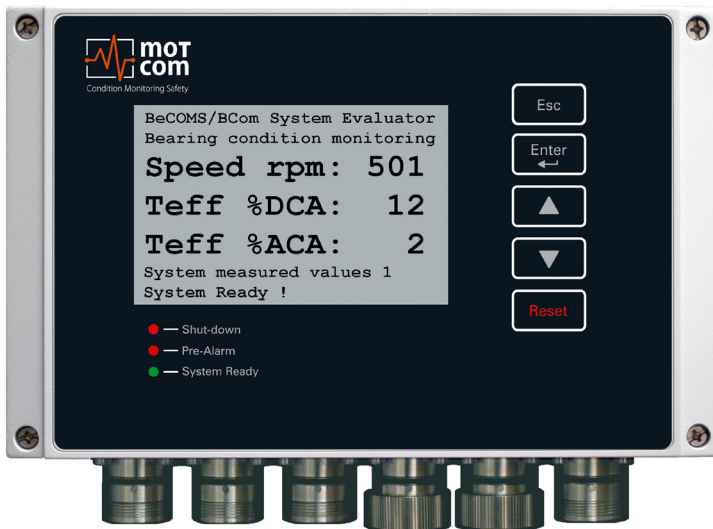 mot
com
Condition Monitoring Safety
BeCOMS/BCom System Evaluator
Bearing condition monitoring
Speed rpm: 501
Teff %DCA: 12
Teff %ACA: 2
System measured values 1
System Ready !
Shut-down
Pre-Alarm
System Ready
Esc
Enter
Reset